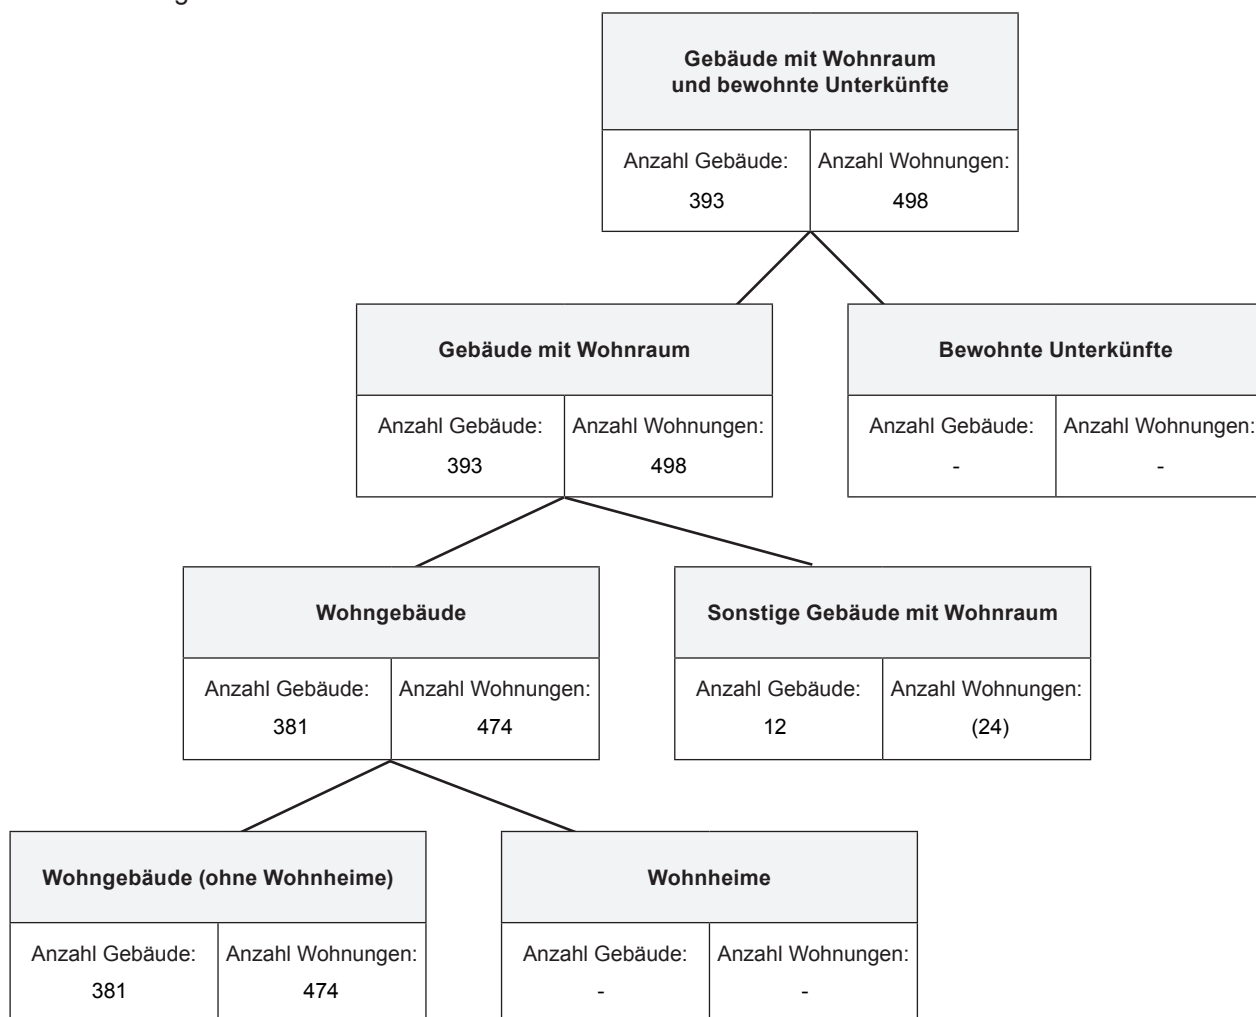 Gebäude mit Wohnraum
und bewohnte Unterkünfte
Anzahl Gebäude: Anzahl Wohnungen:
393 498
Gebäude mit Wohnraum
Anzahl Gebäude: Anzahl Wohnungen:
393 498
Bewohnte Unterkünfte
Anzahl Gebäude: Anzahl Wohnungen:
- -
Wohngebäude
Anzahl Gebäude: Anzahl Wohnungen:
381 474
Sonstige Gebäude mit Wohnraum
Anzahl Gebäude: Anzahl Wohnungen:
12 (24)
Wohngebäude (ohne Wohnheime)
Anzahl Gebäude: Anzahl Wohnungen:
381 474
Wohnheime
Anzahl Gebäude: Anzahl Wohnungen:
- -